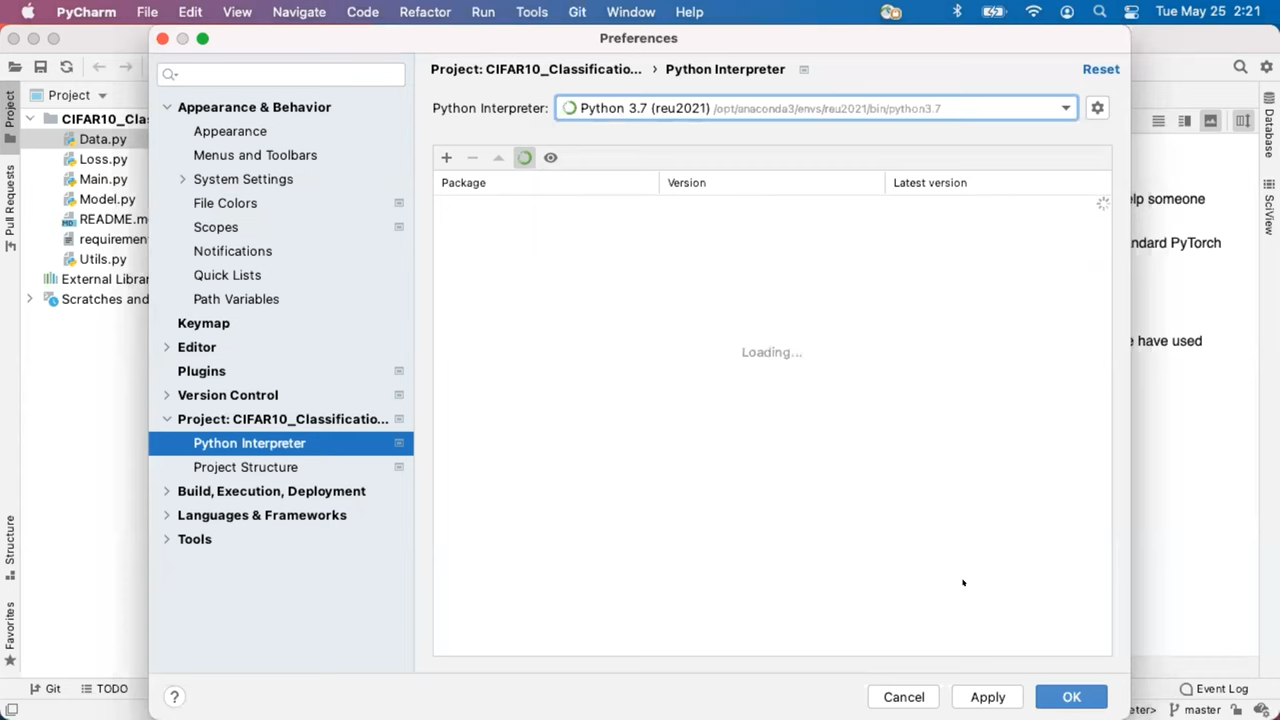 PyCharm File Edit View Navigate Code Refactor Run Tools Git Window Help Tue May 25 2:21
Preferences
Project: CIFAR10_Classificatio... › Python Interpreter Reset
Python Interpreter: Python 3.7 (reu2021) /opt/anaconda3/envs/reu2021/bin/python3.7
Package Version Latest version
Loading...
Appearance & Behavior
Appearance
Menus and Toolbars
System Settings
File Colors
Scopes
Notifications
Quick Lists
Path Variables
Keymap
Editor
Plugins
Version Control
Project: CIFAR10_Classificatio...
Python Interpreter
Project Structure
Build, Execution, Deployment
Languages & Frameworks
Tools
? Cancel Apply OK
Project
Pull Requests
Structure
Favorites
Project
CIFAR10_Clas
Data.py
Loss.py
Main.py
Model.py
README.m
requiremen
Utils.py
External Librar
Scratches and
elp someone
ndard PyTorch
e have used
Database
SciView
Git TODO Event Log
eter> master